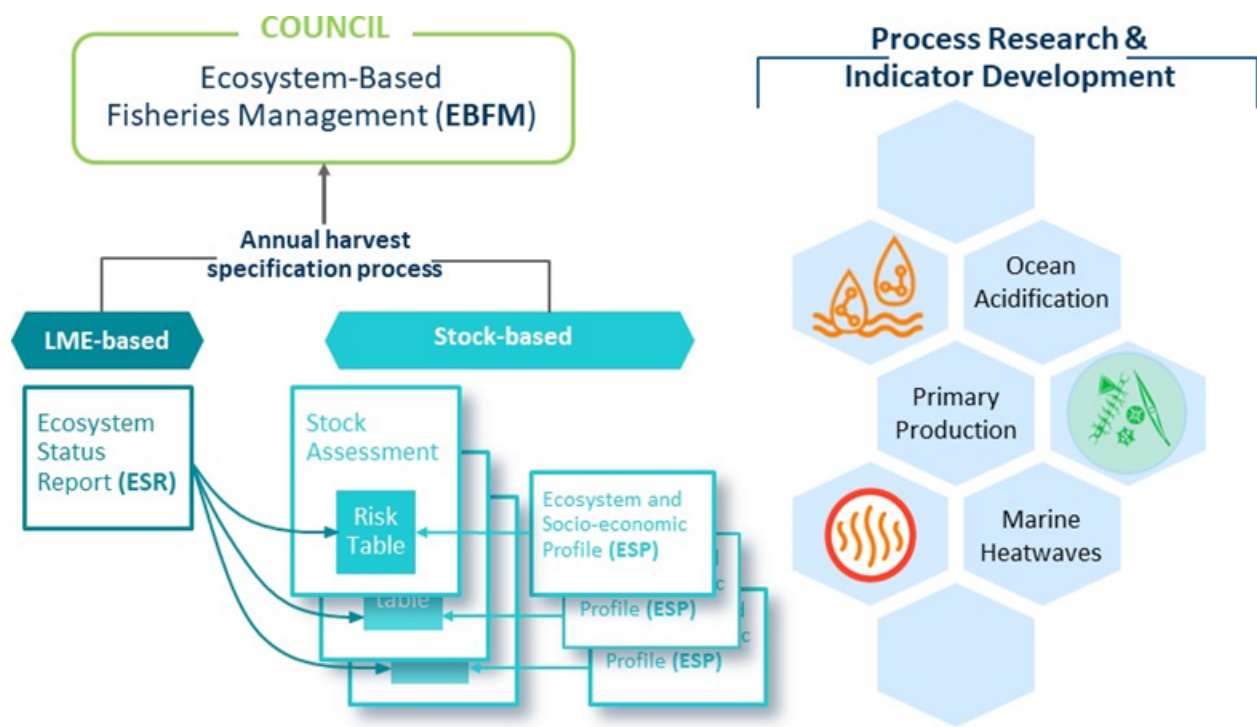 COUNCIL
Ecosystem-Based
Fisheries Management (EBFM)
Annual harvest
specification process
LME-based
Stock-based
Ecosystem
Status
Report (ESR)
Stock
Assessment
Risk
Table
table
Ecosystem and
Socio-economic
Profile (ESP)
d
c
Profile (ESP)
d
c
Profile (ESP)
Process Research &
Indicator Development
Ocean
Acidification
Primary
Production
Marine
Heatwaves